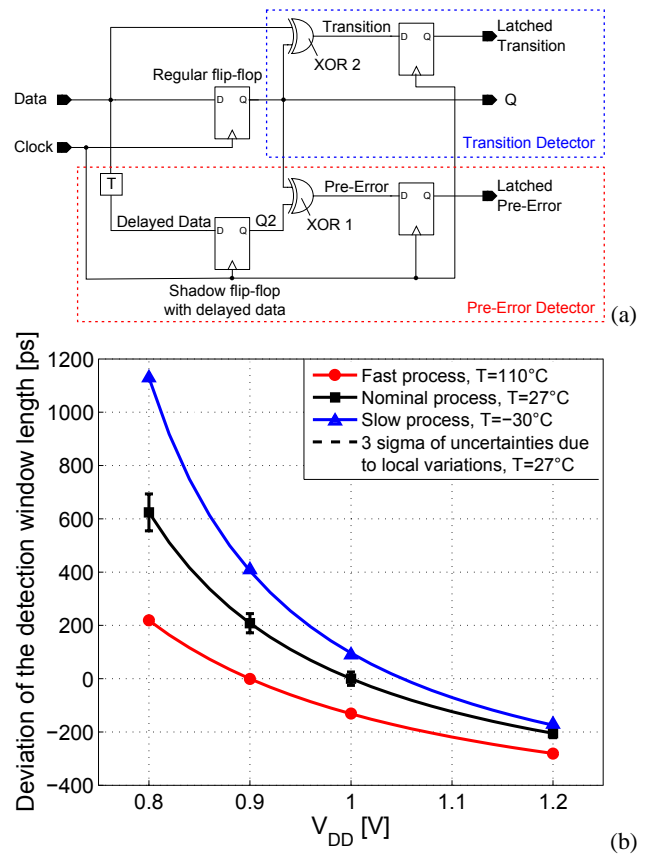 Transition
Latched
Transition
D Q
XOR 2
Regular flip-flop
Data
D Q
Q
Clock
Transition Detector
T
Pre-Error
Latched
Pre-Error
D Q
Delayed Data
D Q
Q2
XOR 1
Shadow flip-flop
with delayed data
Pre-Error Detector
(a)
Deviation of the detection window length [ps]
1200
1000
800
600
400
200
0
−200
−400
Fast process, T=110°C
Nominal process, T=27°C
Slow process, T=−30°C
3 sigma of uncertainties due
to local variations, T=27°C
0.8 0.9 1 1.1 1.2
V_DD [V]
(b)